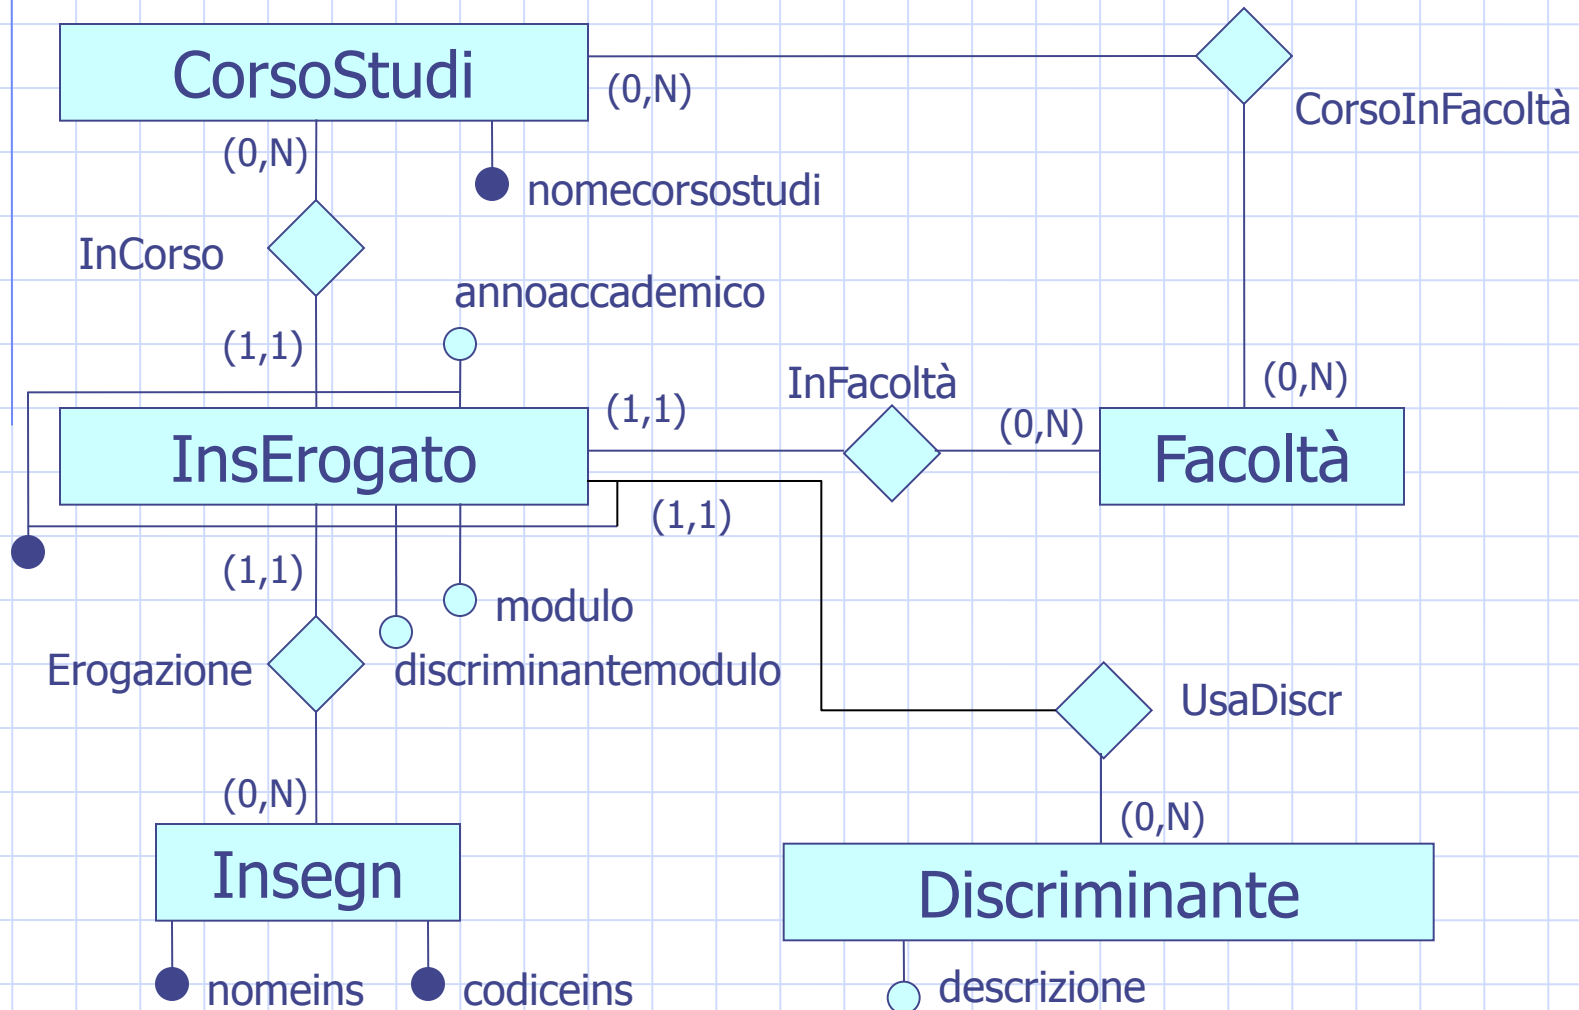 CorsoStudi
(0,N)
CorsoInFacoltà
(0,N)
nomecorsostudi
InCorso
annoaccademico
(1,1)
InFacoltà
(0,N)
(1,1)
(0,N)
InsErogato
Facoltà
(1,1)
(1,1)
modulo
Erogazione
discriminantemodulo
UsaDiscr
(0,N)
(0,N)
Insegn
Discriminante
nomeins
codiceins
descrizione